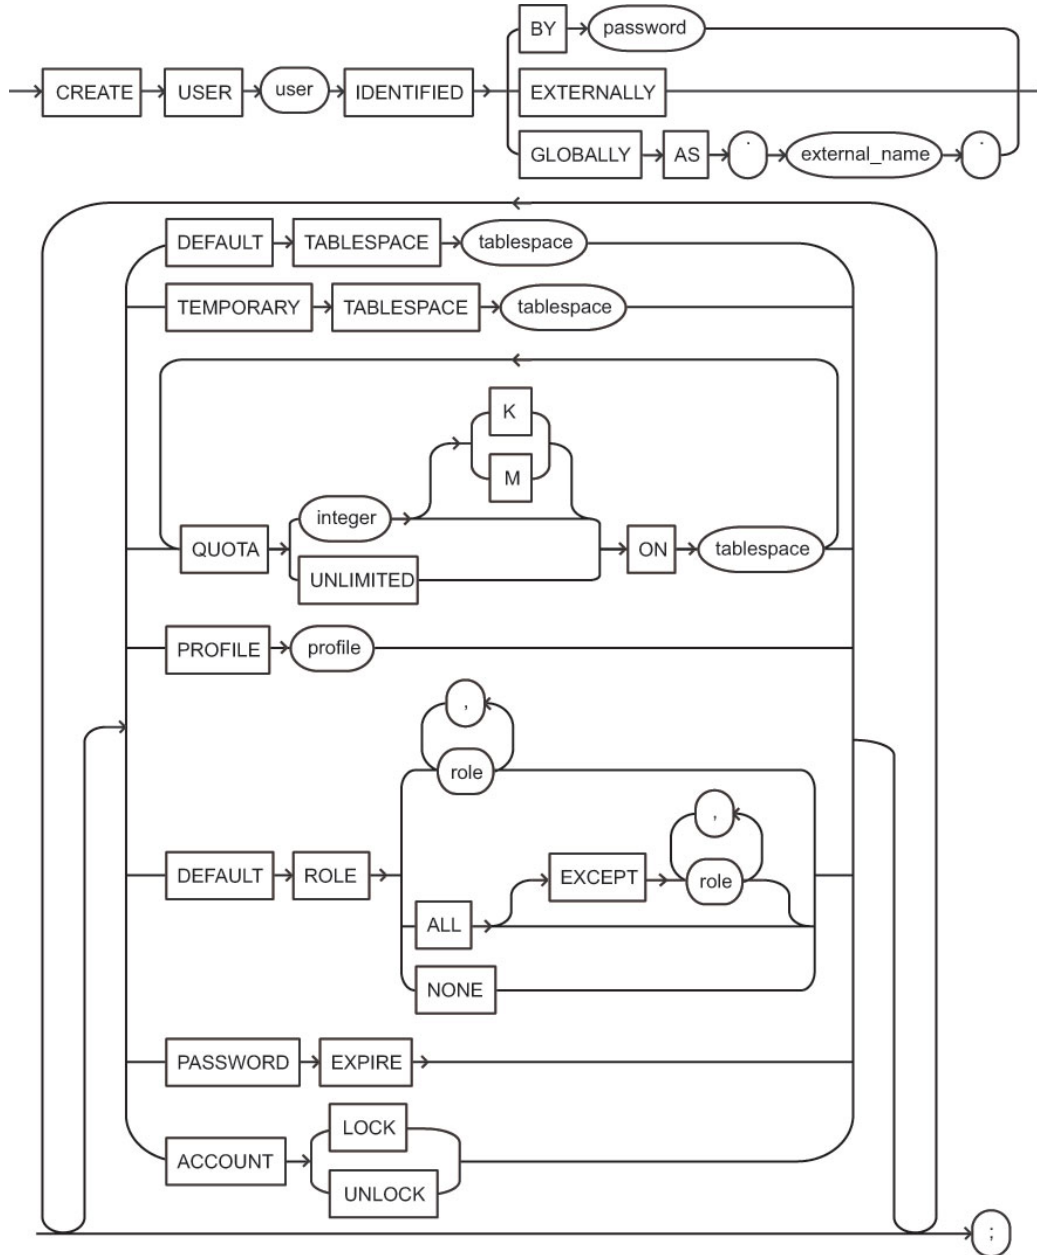 BY password
CREATE USER user IDENTIFIED EXTERNALLY
GLOBALLY AS ' external_name '
DEFAULT TABLESPACE tablespace
TEMPORARY TABLESPACE tablespace
K
M
integer
QUOTA ON tablespace
UNLIMITED
PROFILE profile
,
role
,
DEFAULT ROLE EXCEPT role
ALL
NONE
PASSWORD EXPIRE
LOCK
ACCOUNT
UNLOCK
;